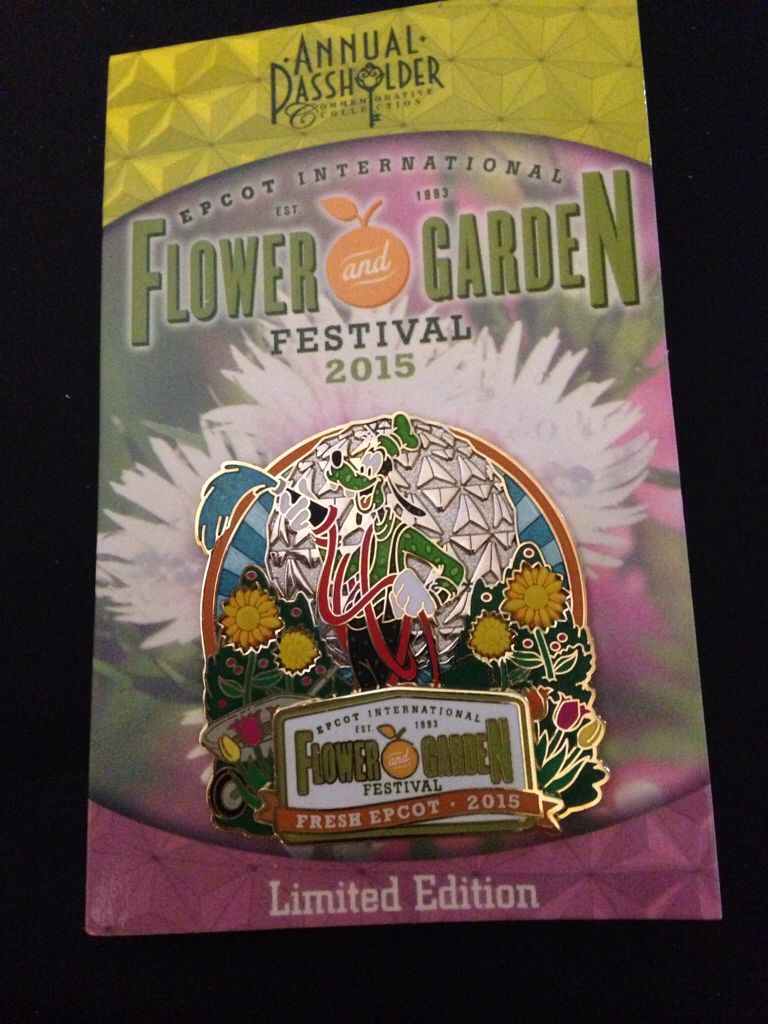 ANNUAL
PASSHOLDER
COMMEMORATIVE
COLLECTION
EPCOT INTERNATIONAL
EST. 1993
FLOWER and GARDEN
FESTIVAL
2015
EPCOT INTERNATIONAL
EST. 1993
FLOWER and GARDEN
FESTIVAL
FRESH EPCOT · 2015
Limited Edition